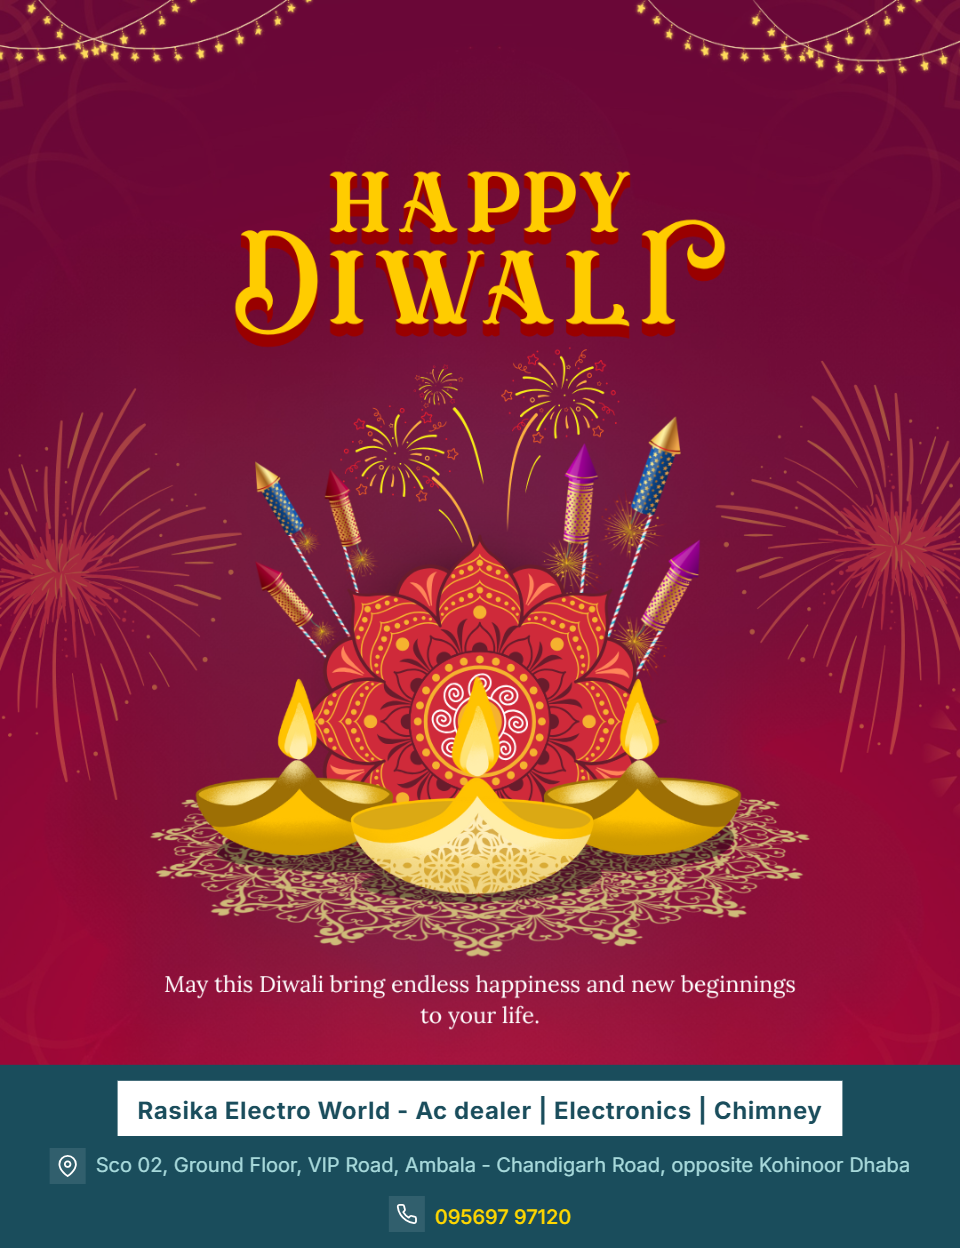 HAPPY
DIWALI
May this Diwali bring endless happiness and new beginnings
to your life.
Rasika Electro World - Ac dealer | Electronics | Chimney
Sco 02, Ground Floor, VIP Road, Ambala - Chandigarh Road, opposite Kohinoor Dhaba
095697 97120